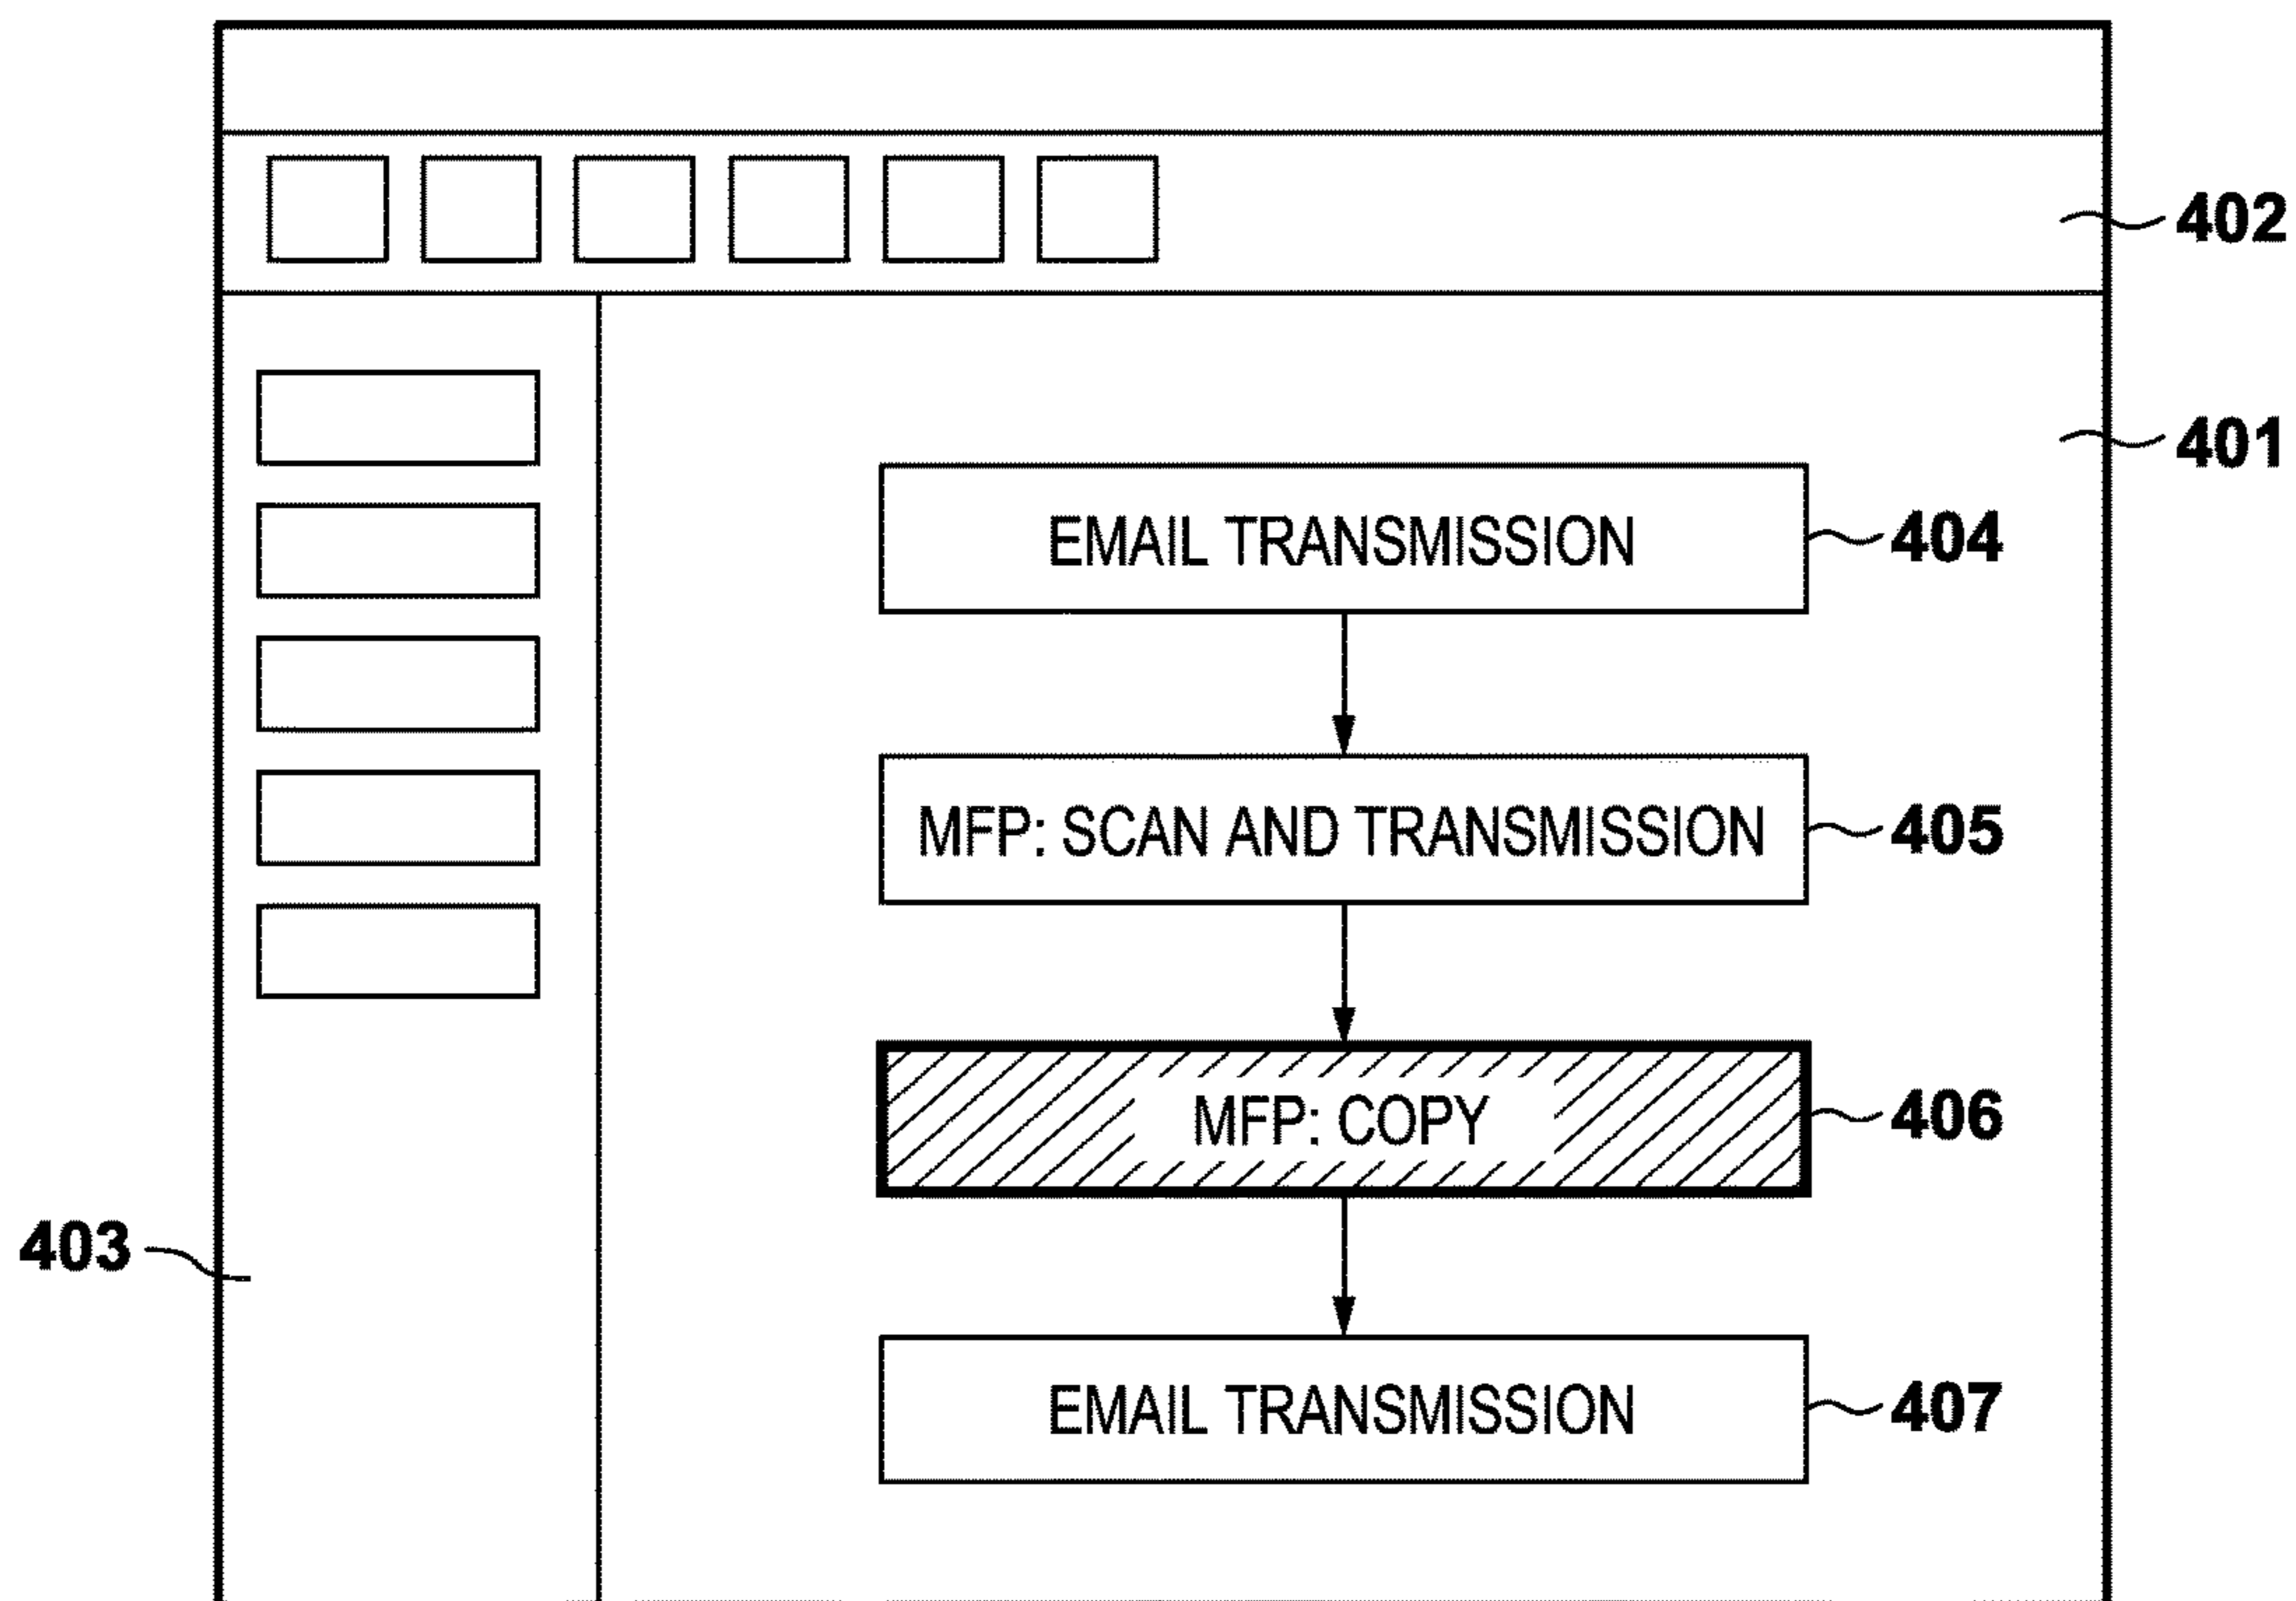 402
401
EMAIL TRANSMISSION
404
MFP: SCAN AND TRANSMISSION
405
MFP: COPY
406
403
EMAIL TRANSMISSION
407